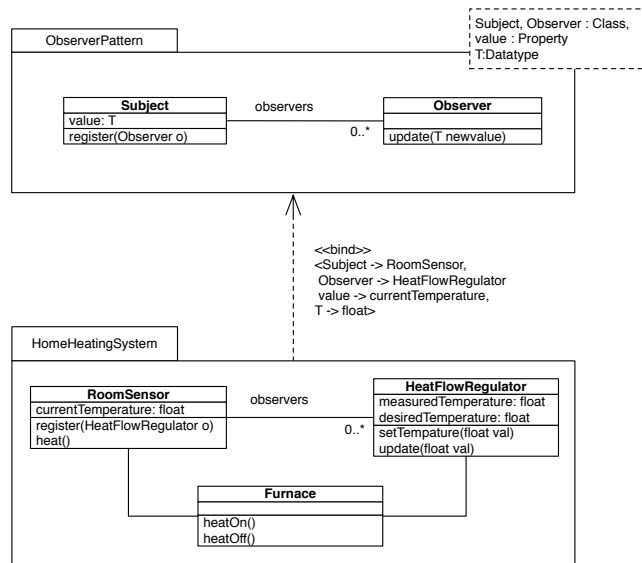 Subject, Observer : Class,
value : Property
T:Datatype
ObserverPattern
Subject
value: T
register(Observer o)
observers
0..*
Observer
update(T newvalue)
<<bind>>
<Subject -> RoomSensor,
Observer -> HeatFlowRegulator
value -> currentTemperature,
T -> float>
HomeHeatingSystem
RoomSensor
currentTemperature: float
register(HeatFlowRegulator o)
heat()
observers
0..*
HeatFlowRegulator
measuredTemperature: float
desiredTemperature: float
setTempature(float val)
update(float val)
Furnace
heatOn()
heatOff()